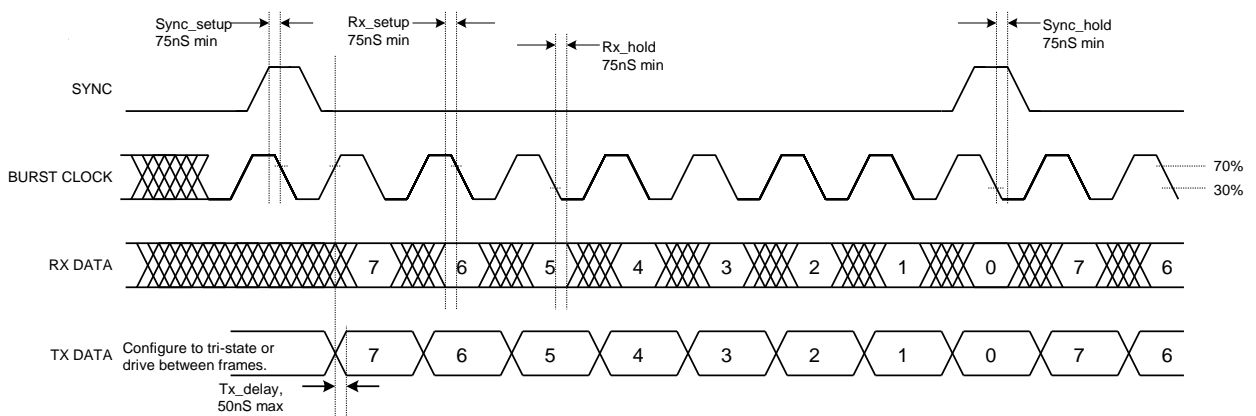 Sync_setup
75nS min
Rx_setup
75nS min
Rx_hold
75nS min
Sync_hold
75nS min
SYNC
BURST CLOCK
70%
30%
RX DATA
7 6 5 4 3 2 1 0 7 6
TX DATA
Configure to tri-state or
drive between frames.
7 6 5 4 3 2 1 0 7 6
Tx_delay,
50nS max